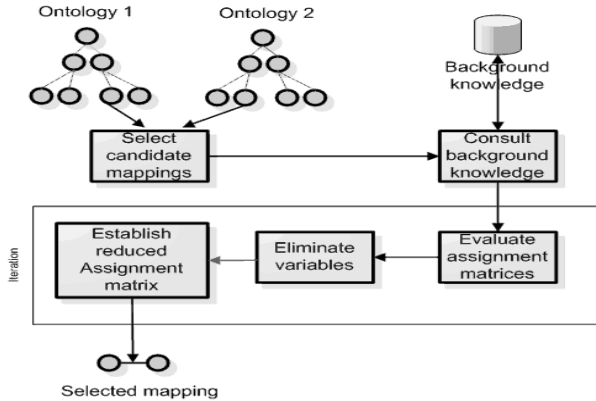 Ontology 1
Ontology 2
Background
knowledge
Select
candidate
mappings
Consult
background
knowledge
Iteration
Establish
reduced
Assignment
matrix
Eliminate
variables
Evaluate
assignment
matrices
Selected mapping